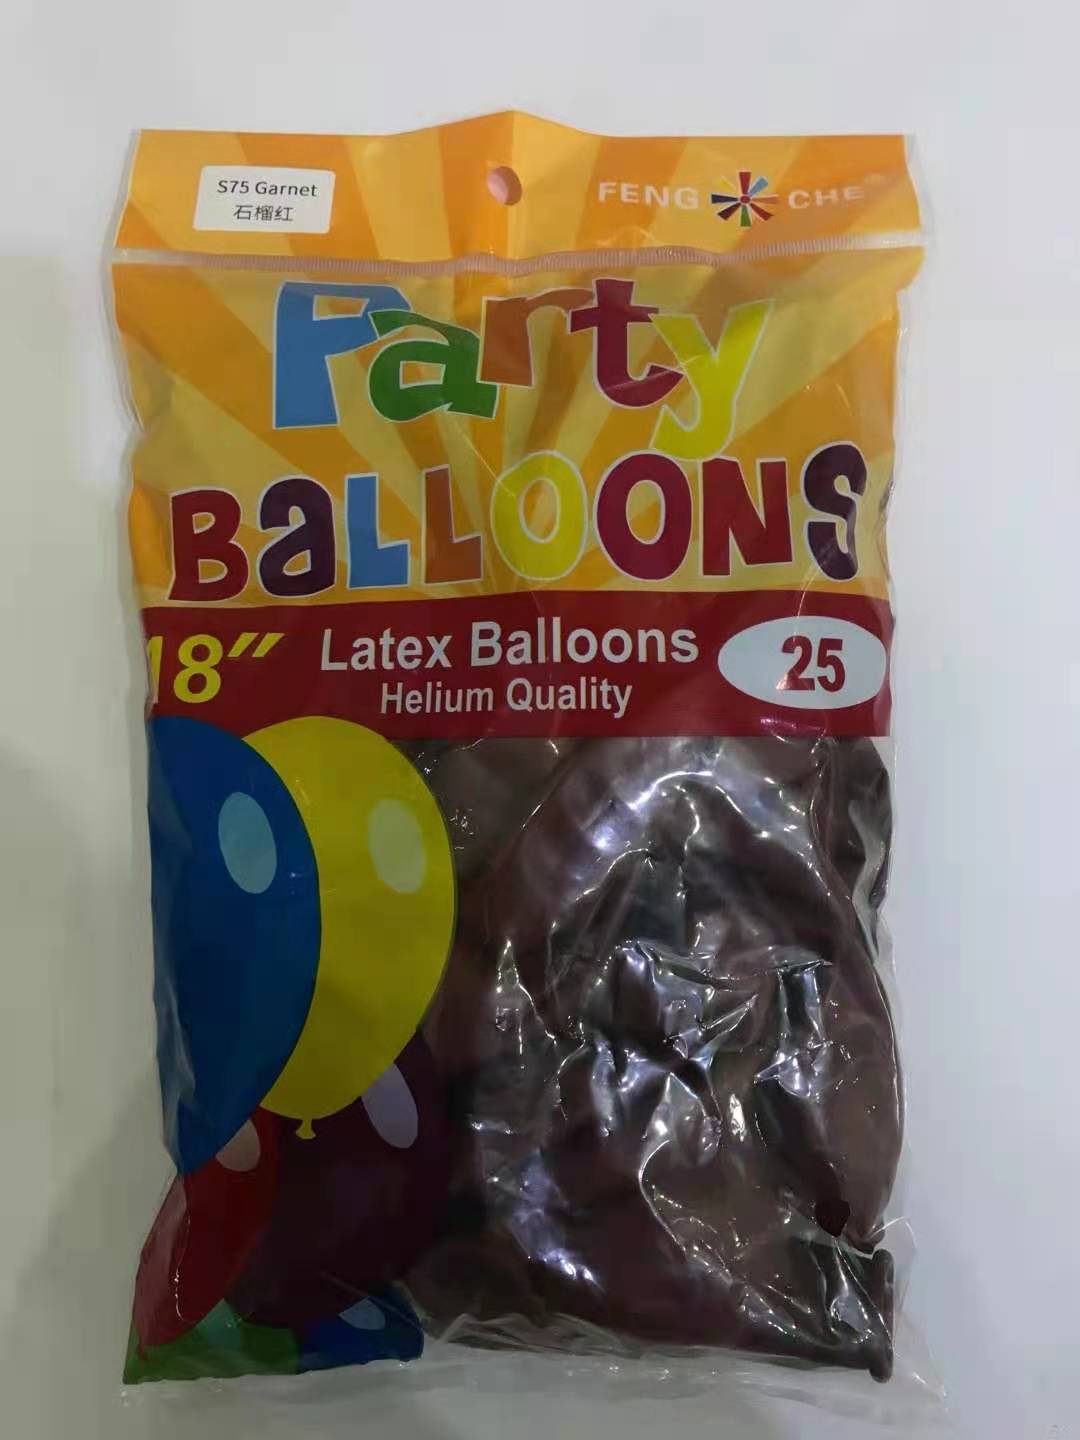 S75 Garnet
石榴红
FENG CHE®
Party
BALLOONS
18" Latex Balloons 25
Helium Quality